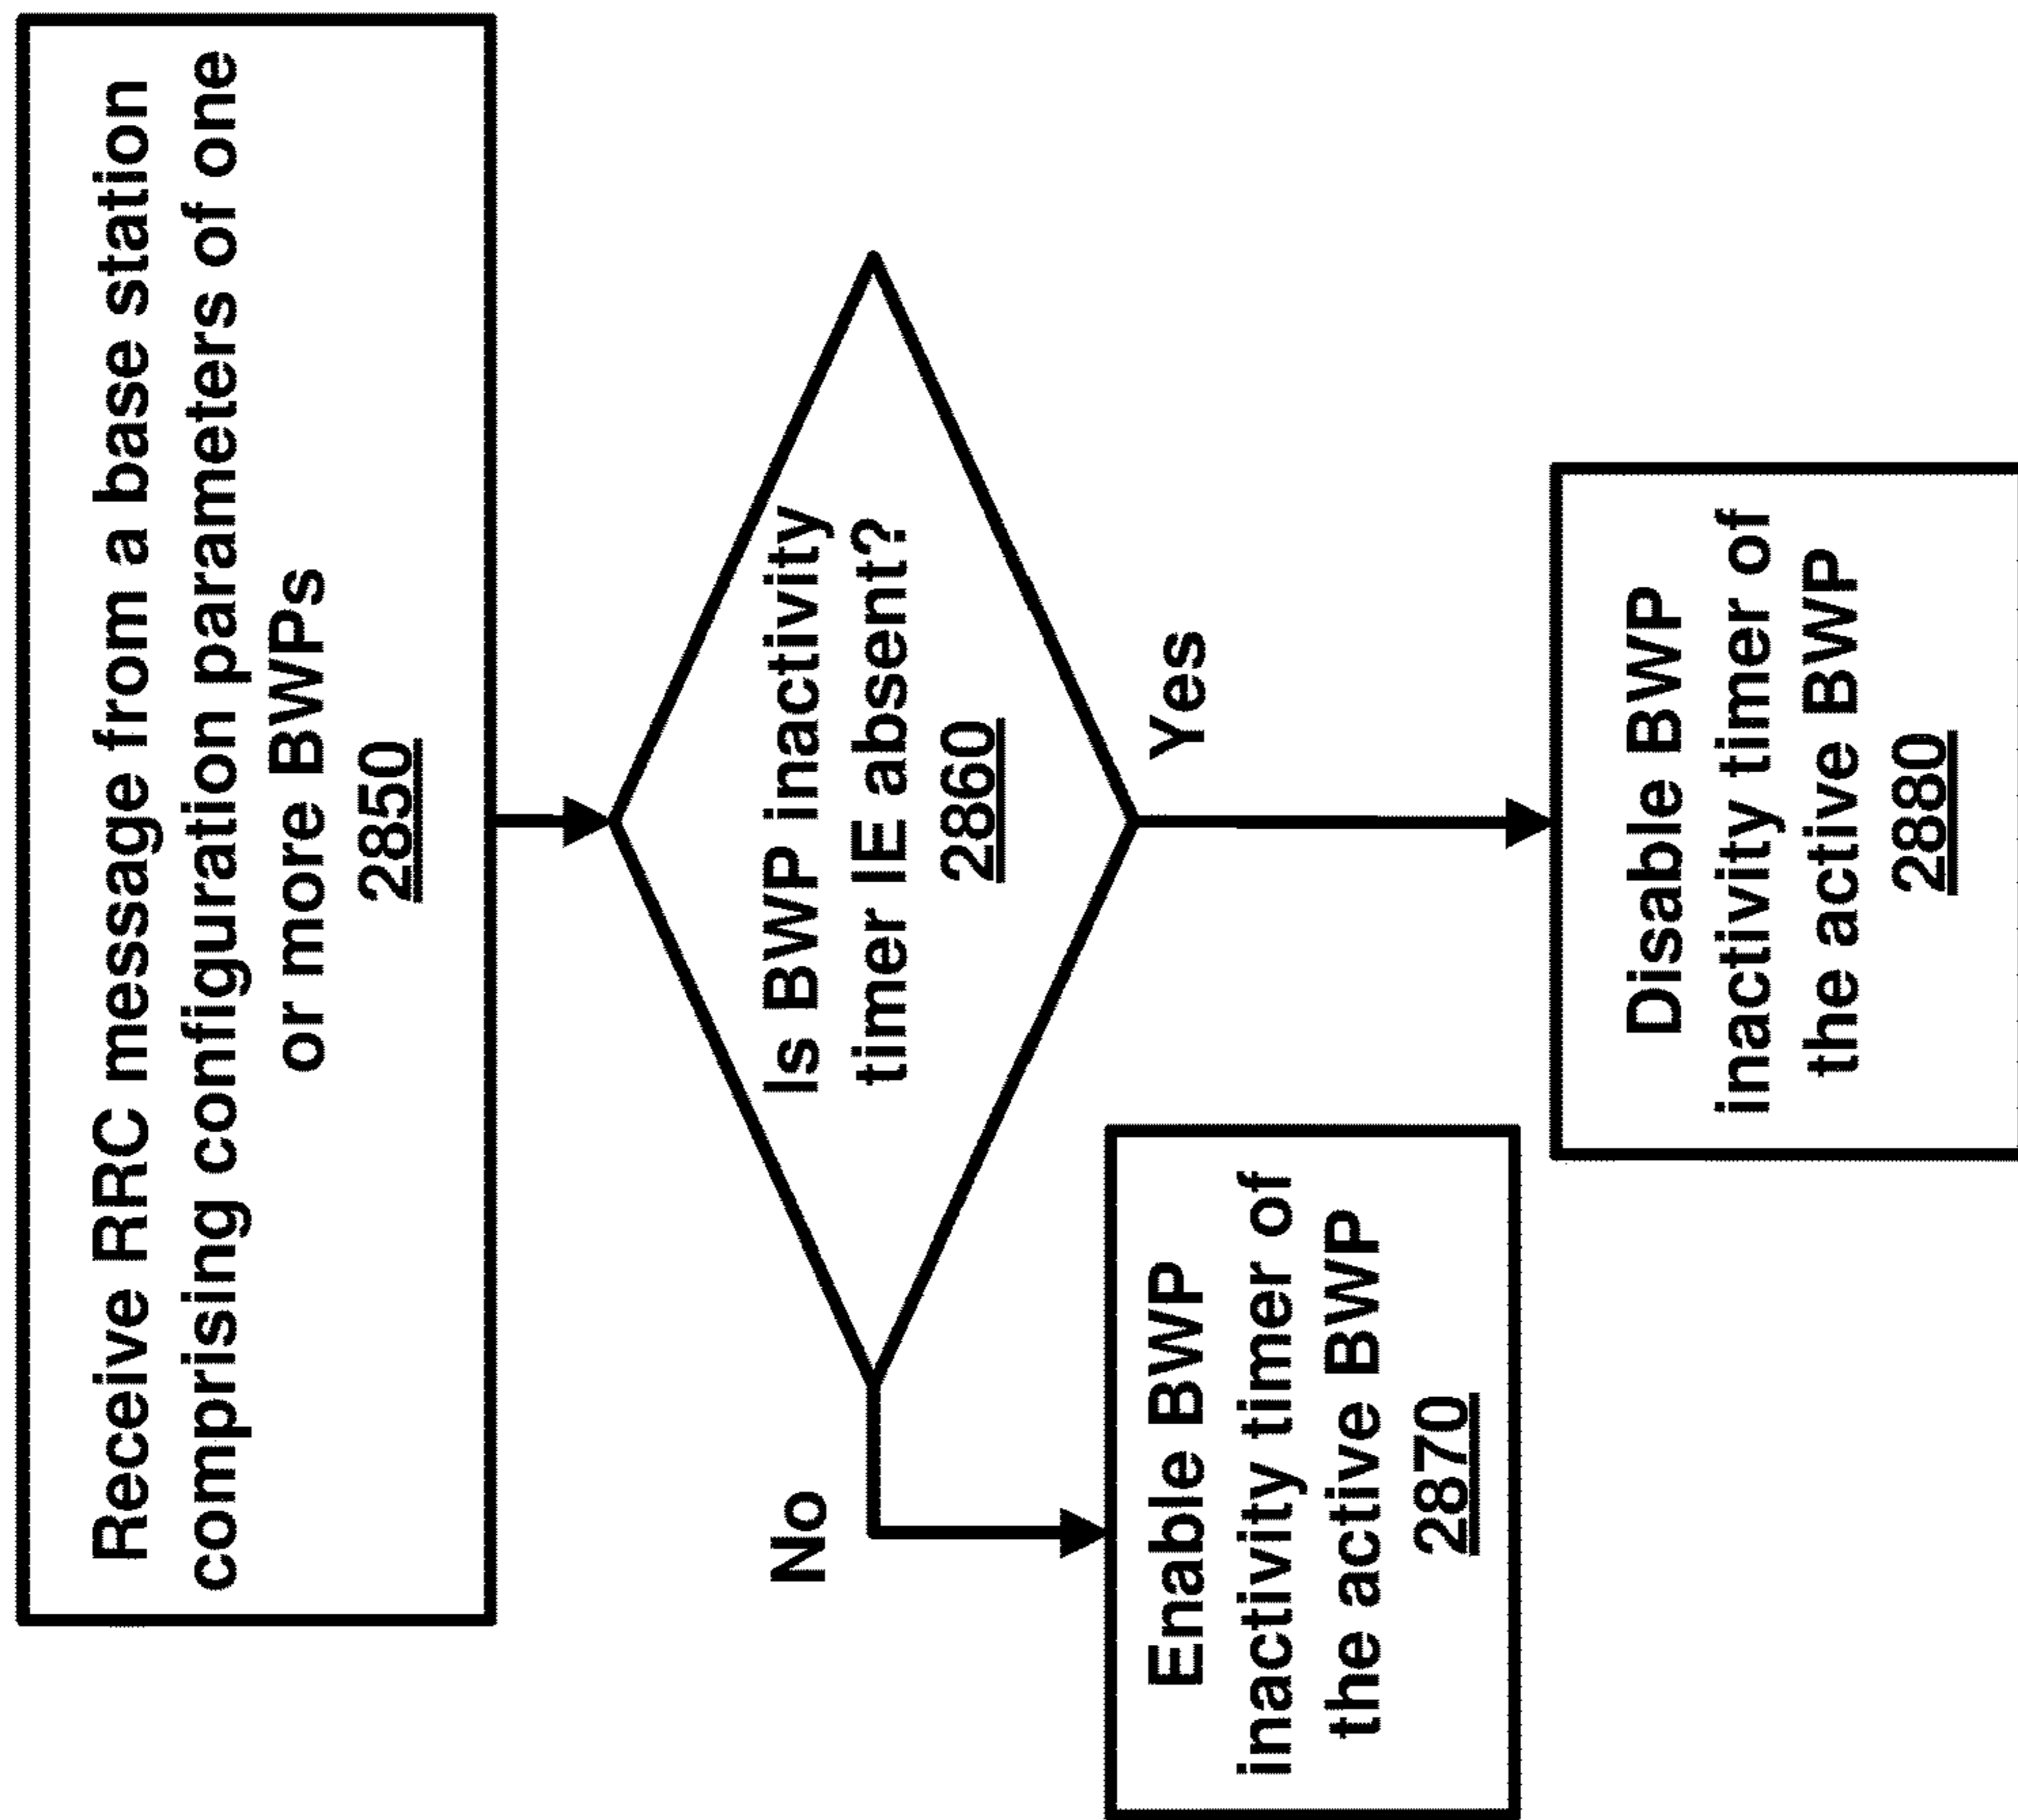 Receive RRC message from a base station
comprising configuration parameters of one
or more BWPs
2850
Is BWP inactivity
timer IE absent?
2860
No
Yes
Enable BWP
inactivity timer of
the active BWP
2870
Disable BWP
inactivity timer of
the active BWP
2880